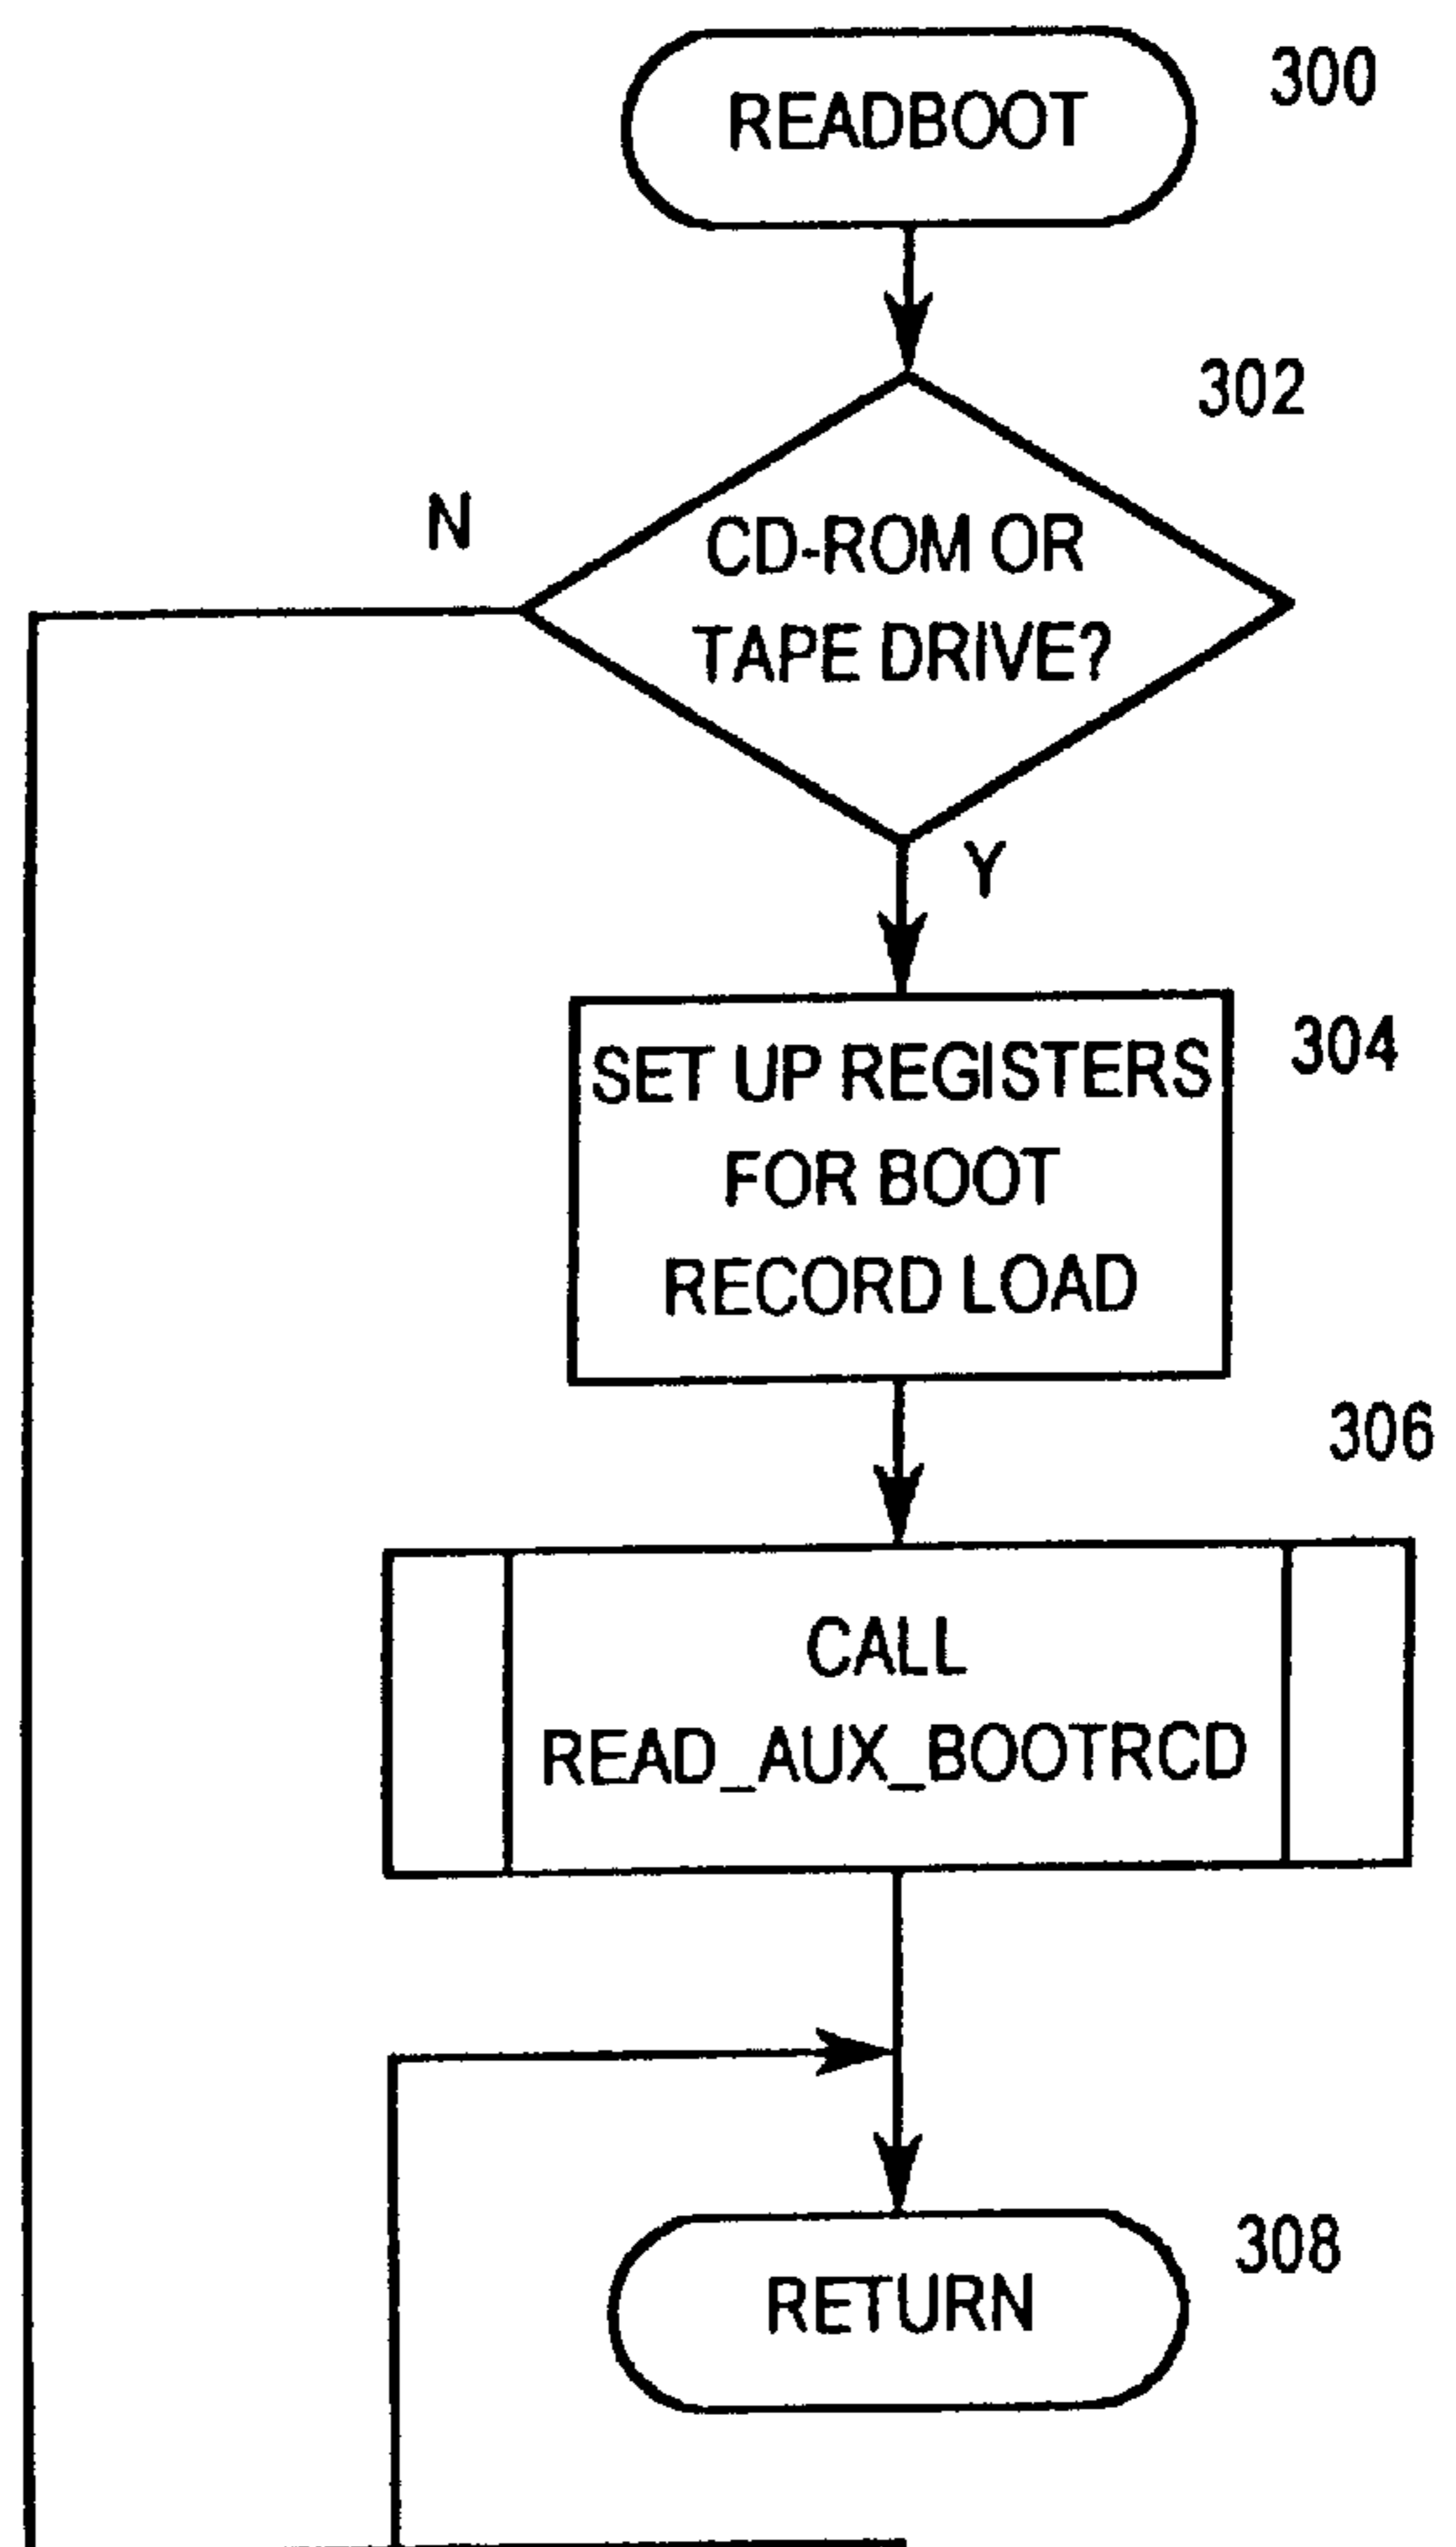 READBOOT
300
302
N
CD-ROM OR
TAPE DRIVE?
Y
SET UP REGISTERS
FOR BOOT
RECORD LOAD
304
306
CALL
READ_AUX_BOOTRCD
RETURN
308